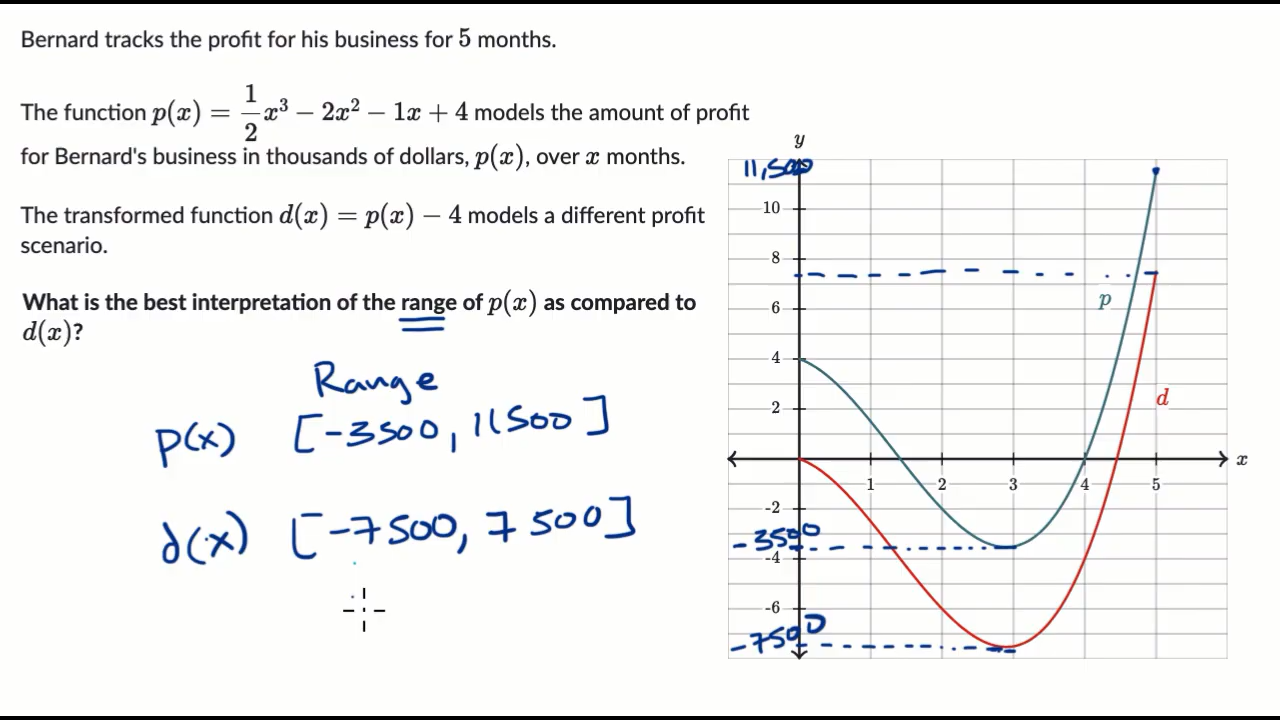 Bernard tracks the profit for his business for 5 months.
The function p(x) = 1/2 x³ − 2x² − 1x + 4 models the amount of profit
for Bernard's business in thousands of dollars, p(x), over x months.
The transformed function d(x) = p(x) − 4 models a different profit
scenario.
What is the best interpretation of the range of p(x) as compared to
d(x)?
Range
p(x) [-3500, 11500]
d(x) [-7500, 7500]
y
11,500
10
8
6
p
4
d
2
x
1 2 3 4 5
-2
-3500
-4
-6
-7500